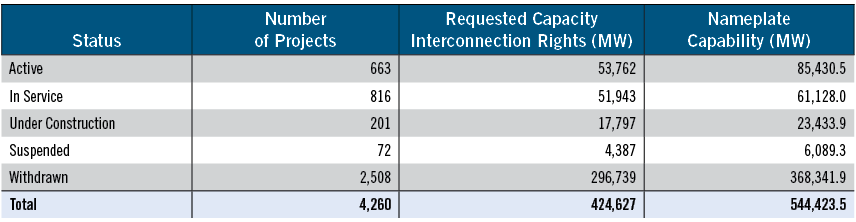 Status Number of Projects Requested Capacity Interconnection Rights (MW) Nameplate Capability (MW)
Active 663 53,762 85,430.5
In Service 816 51,943 61,128.0
Under Construction 201 17,797 23,433.9
Suspended 72 4,387 6,089.3
Withdrawn 2,508 296,739 368,341.9
Total 4,260 424,627 544,423.5